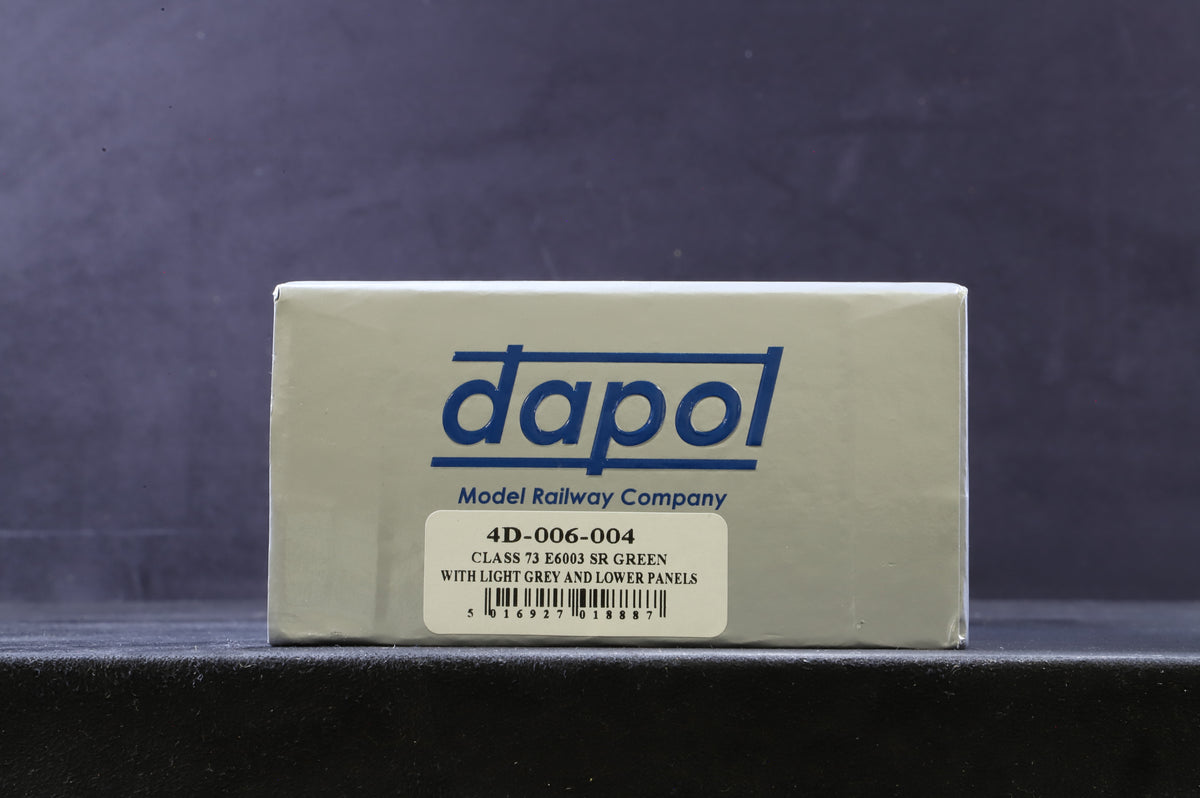 dapol
Model Railway Company
4D-006-004
CLASS 73 E6003 SR GREEN
WITH LIGHT GREY AND LOWER PANELS
5 016927 018887